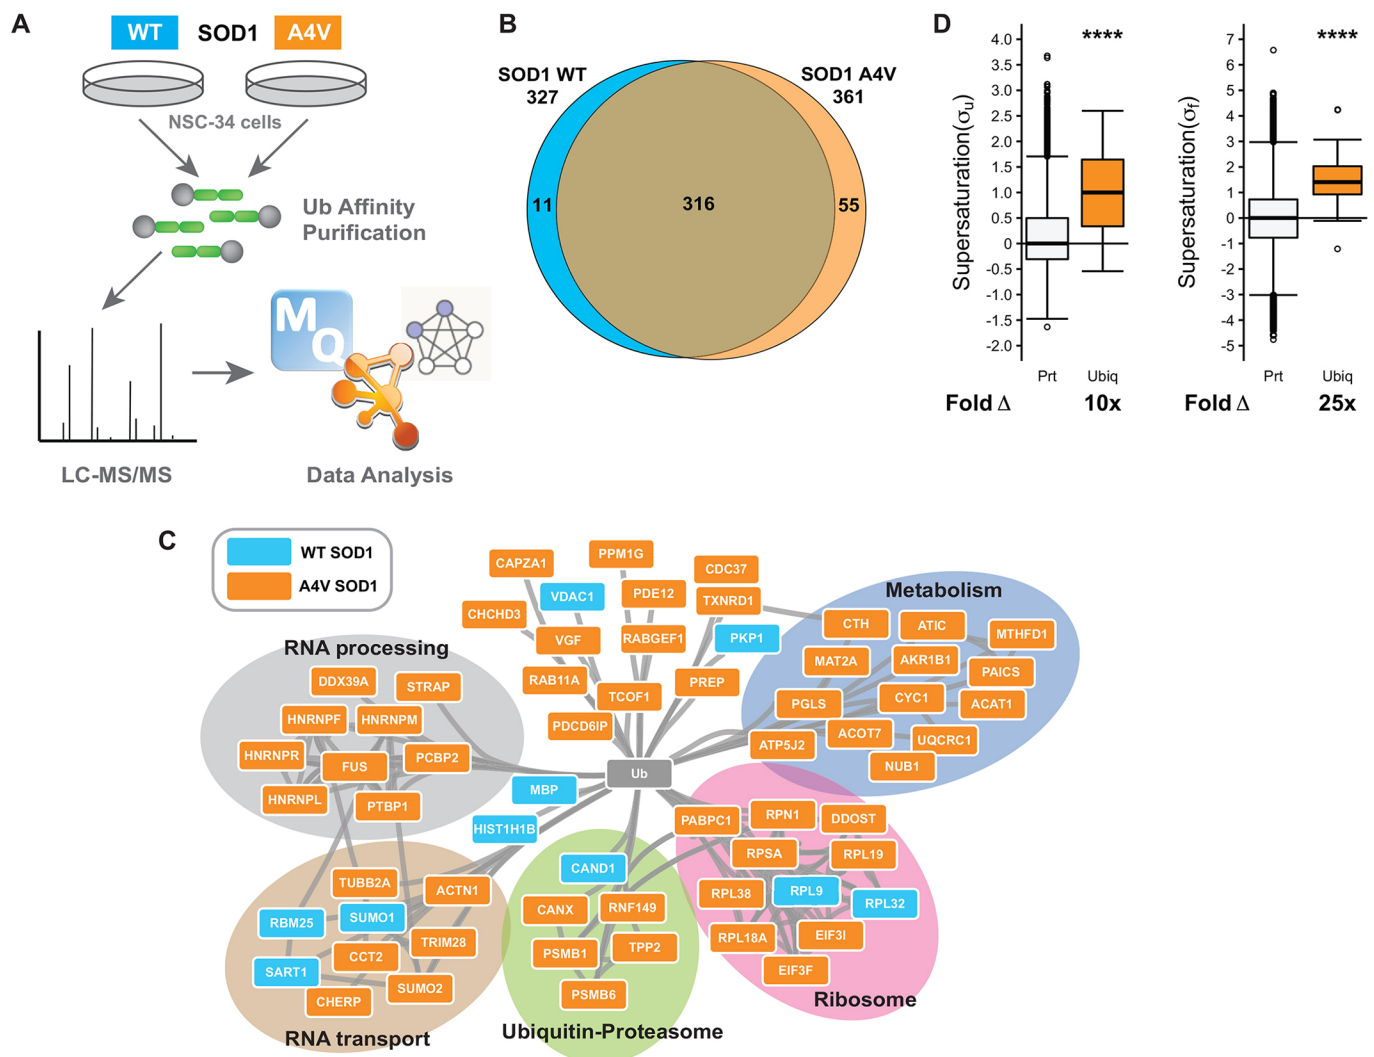 A
WT SOD1 A4V
NSC-34 cells
Ub Affinity
Purification
MQ
LC-MS/MS
Data Analysis
B
SOD1 WT
327
SOD1 A4V
361
11
316
55
D
Supersaturation(σu)
4.0
3.5
3.0
2.5
2.0
1.5
1.0
0.5
0
-0.5
-1.0
-1.5
-2.0
****
Prt
Ubiq
Fold Δ
10x
Supersaturation(σf)
7
6
5
4
3
2
1
0
-1
-2
-3
-4
-5
****
Prt
Ubiq
Fold Δ
25x
C
WT SOD1
A4V SOD1
CAPZA1
PPM1G
CDC37
VDAC1
PDE12
TXNRD1
CHCHD3
VGF
RABGEF1
PKP1
RAB11A
TCOF1
PREP
PDCD6IP
Ub
MBP
HIST1H1B
RNA processing
DDX39A
STRAP
HNRNPF
HNRNPM
HNRNPR
FUS
PCBP2
HNRNPL
PTBP1
Metabolism
CTH
ATIC
MTHFD1
MAT2A
AKR1B1
PAICS
PGLS
CYC1
ACAT1
ATP5J2
ACOT7
UQCRC1
NUB1
TUBB2A
ACTN1
RBM25
SUMO1
TRIM28
CCT2
SART1
SUMO2
CHERP
RNA transport
CAND1
CANX
RNF149
PSMB1
TPP2
PSMB6
Ubiquitin-Proteasome
PABPC1
RPN1
DDOST
RPSA
RPL19
RPL38
RPL9
RPL32
RPL18A
EIF3I
EIF3F
Ribosome